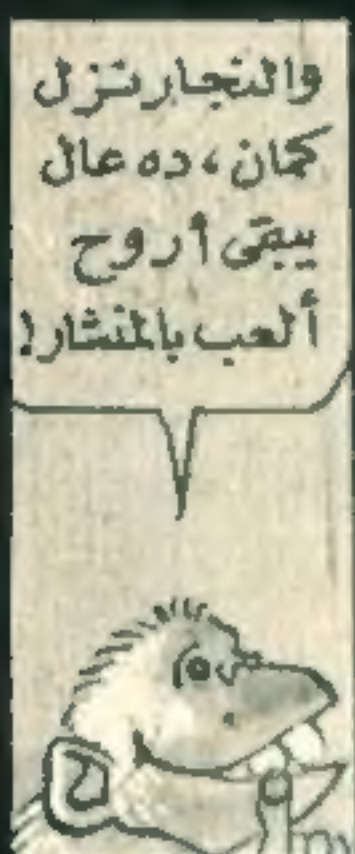 والنجار نزل
كمان، ده عال
يبقى أروح
ألعب بالمنشار!